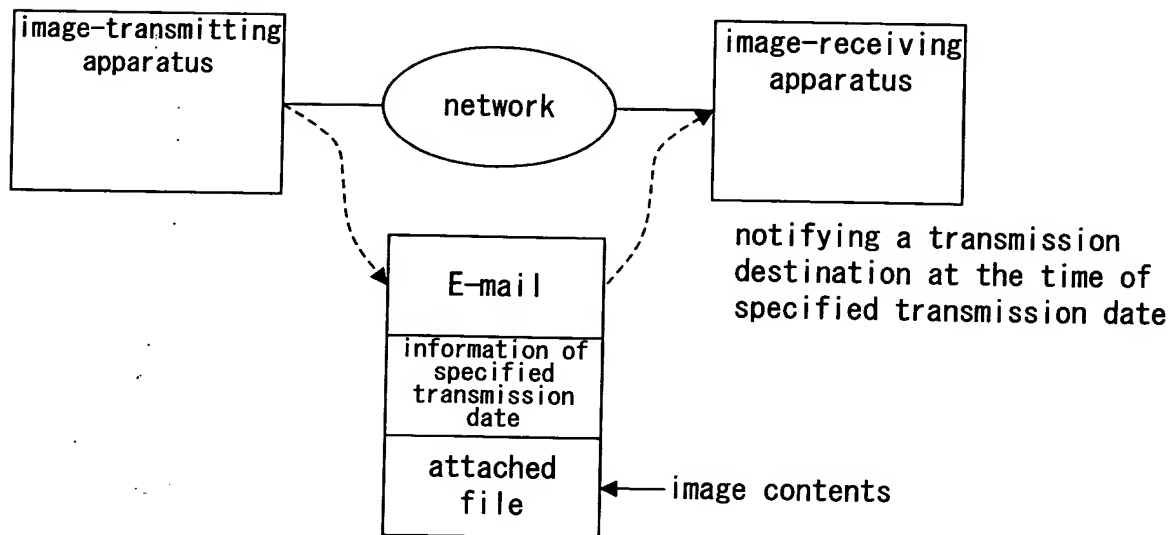 image-transmitting
apparatus
network
image-receiving
apparatus
notifying a transmission
destination at the time of
specified transmission date
E-mail
information of
specified
transmission
date
attached
file
image contents